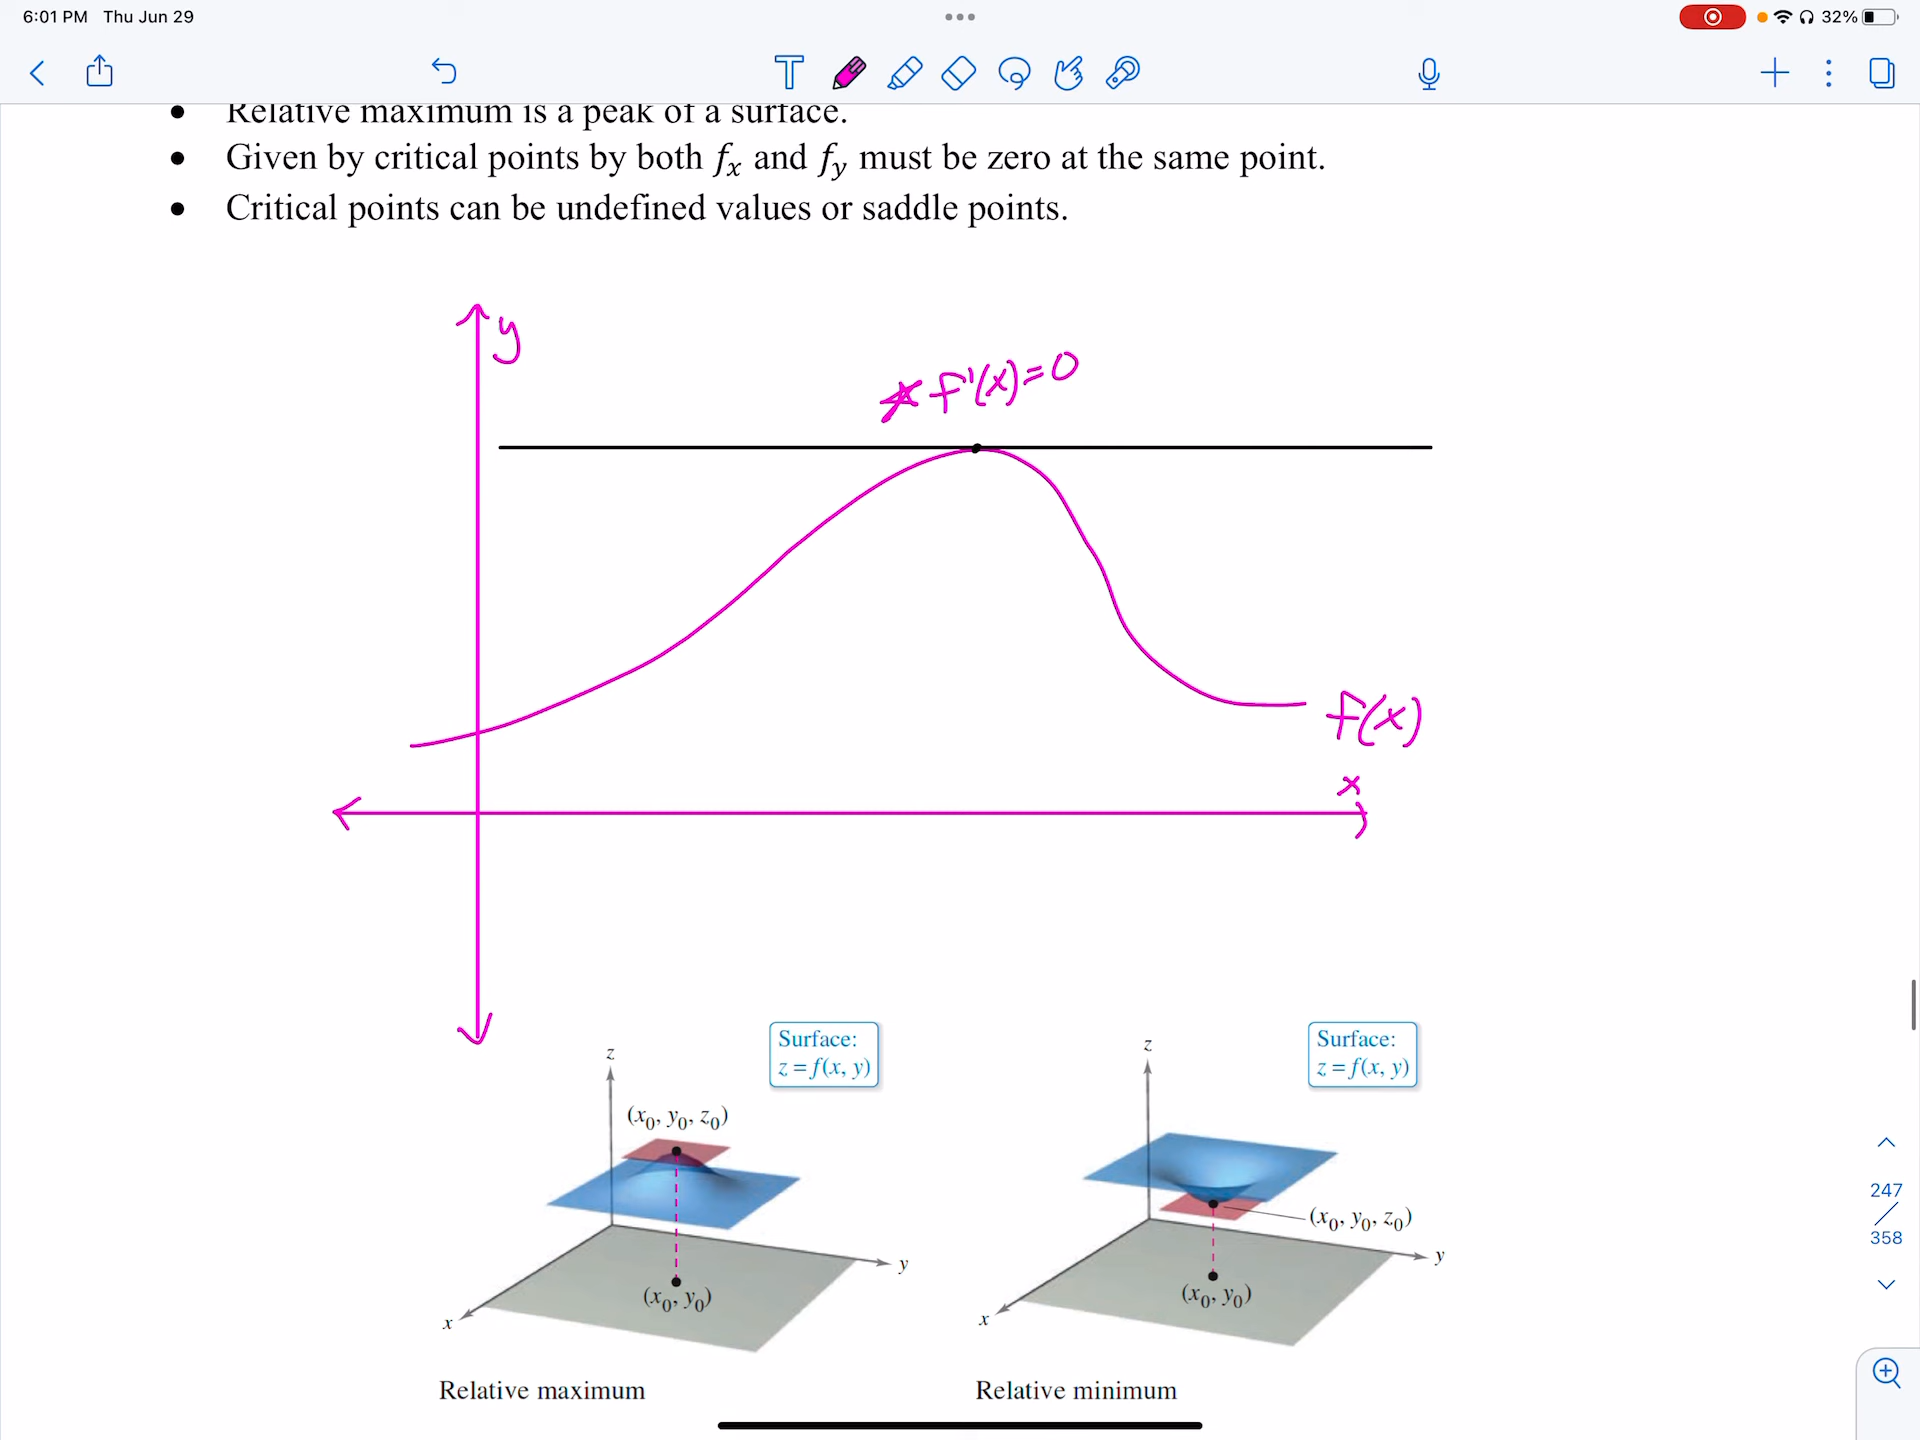 6:01 PM Thu Jun 29
32%
T
• Relative maximum is a peak of a surface.
• Given by critical points by both fₓ and f_y must be zero at the same point.
• Critical points can be undefined values or saddle points.
y
* f'(x)=0
f(x)
x
Surface:
z = f(x, y)
z
(x₀, y₀, z₀)
(x₀, y₀)
y
x
Relative maximum
Surface:
z = f(x, y)
z
(x₀, y₀, z₀)
(x₀, y₀)
y
x
Relative minimum
247
/
358